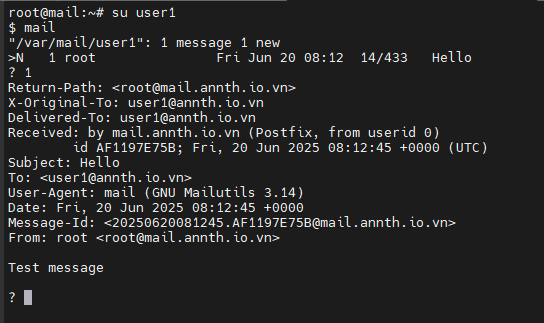 root@mail:~# su user1
$ mail
"/var/mail/user1": 1 message 1 new
>N   1 root               Fri Jun 20 08:12  14/433   Hello
? 1
Return-Path: <root@mail.annth.io.vn>
X-Original-To: user1@annth.io.vn
Delivered-To: user1@annth.io.vn
Received: by mail.annth.io.vn (Postfix, from userid 0)
        id AF1197E75B; Fri, 20 Jun 2025 08:12:45 +0000 (UTC)
Subject: Hello
To: <user1@annth.io.vn>
User-Agent: mail (GNU Mailutils 3.14)
Date: Fri, 20 Jun 2025 08:12:45 +0000
Message-Id: <20250620081245.AF1197E75B@mail.annth.io.vn>
From: root <root@mail.annth.io.vn>

Test message

?